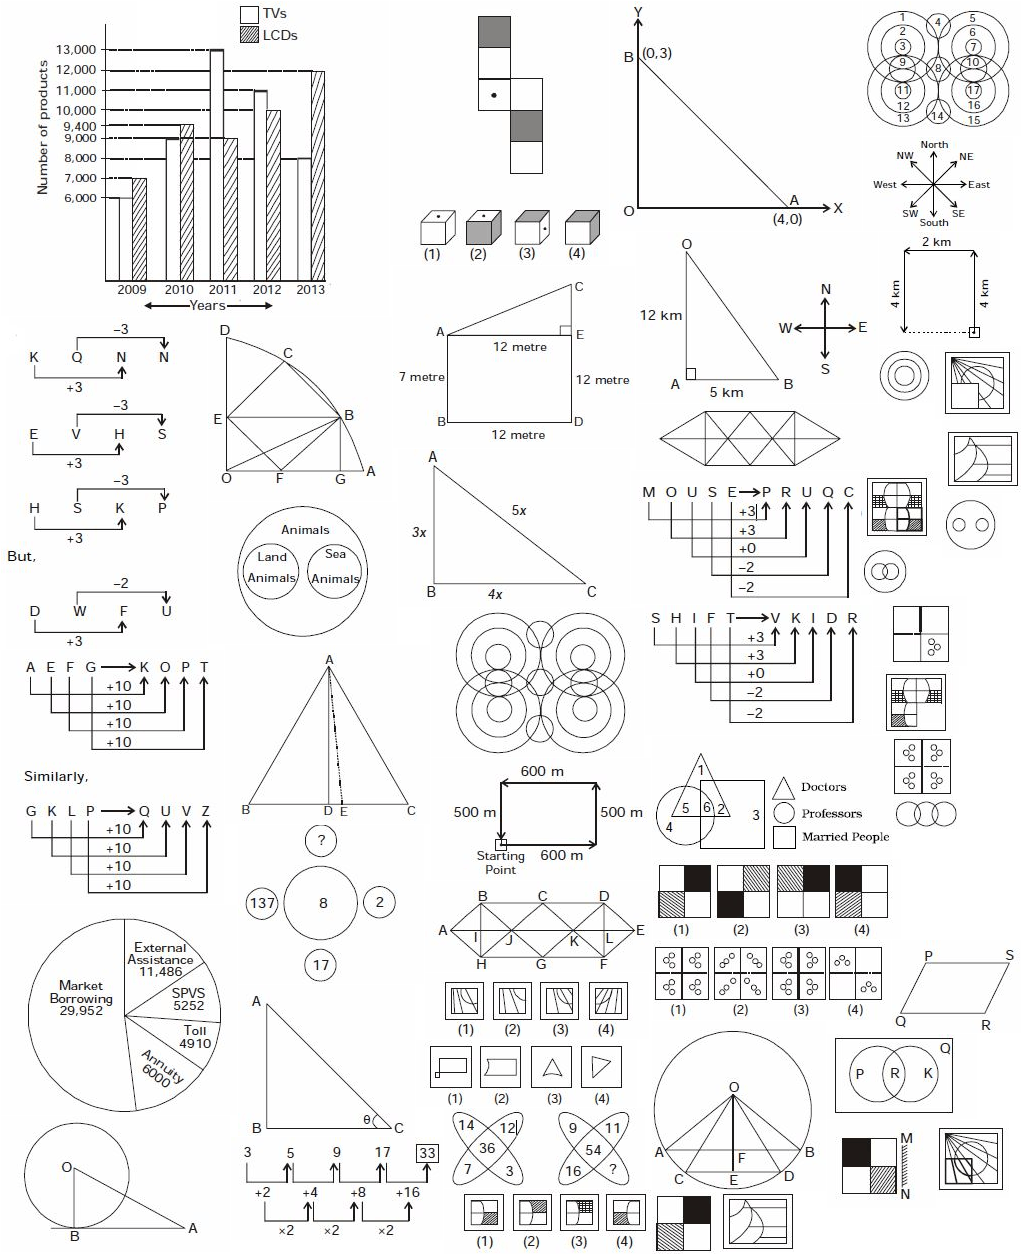 TVs
LCDs
Number of products
13,000
12,000
11,000
10,000
9,400
9,000
8,000
7,000
6,000
2009 2010 2011 2012 2013
Years
(1) (2) (3) (4)
Y
B (0,3)
O
A
X
(4,0)
1 4 5
2 6
3 7
9 8 10
11 17
12 16
13 14 15
North
NW NE
West East
SW SE
South
2 km
4 km
4 km
O
12 km
A B
5 km
N
W E
S
C
A E
12 metre
7 metre
12 metre
B D
12 metre
−3
K Q N N
+3
−3
E V H S
+3
−3
H S K P
+3
But,
−2
D W F U
+3
D
C
E B
O F G A
Animals
Land Animals
Sea Animals
A
3x
5x
B 4x C
M O U S E P R U Q C
+3
+3
+0
−2
−2
S H I F T V K I D R
+3
+3
+0
−2
−2
A E F G K O P T
+10
+10
+10
+10
Similarly,
G K L P Q U V Z
+10
+10
+10
+10
A
B D E C
600 m
500 m
500 m
Starting Point
600 m
1
5 6 2
4 3
Doctors
Professors
Married People
?
137 8 2
17
B C D
A I J K L E
H G F
(1) (2) (3) (4)
(1) (2) (3) (4)
(1) (2) (3) (4)
(1) (2) (3) (4)
P S
Q R
External Assistance 11,486
Market Borrowing 29,952
SPVS 5252
Toll 4910
Annuity 6000
A
B θ C
O
B A
3 5 9 17 33
+2 +4 +8 +16
×2 ×2 ×2
14 12
36
7 3
9 11
54
16 ?
(1) (2) (3) (4)
O
A B
F
C E D
Q
P R K
M
N